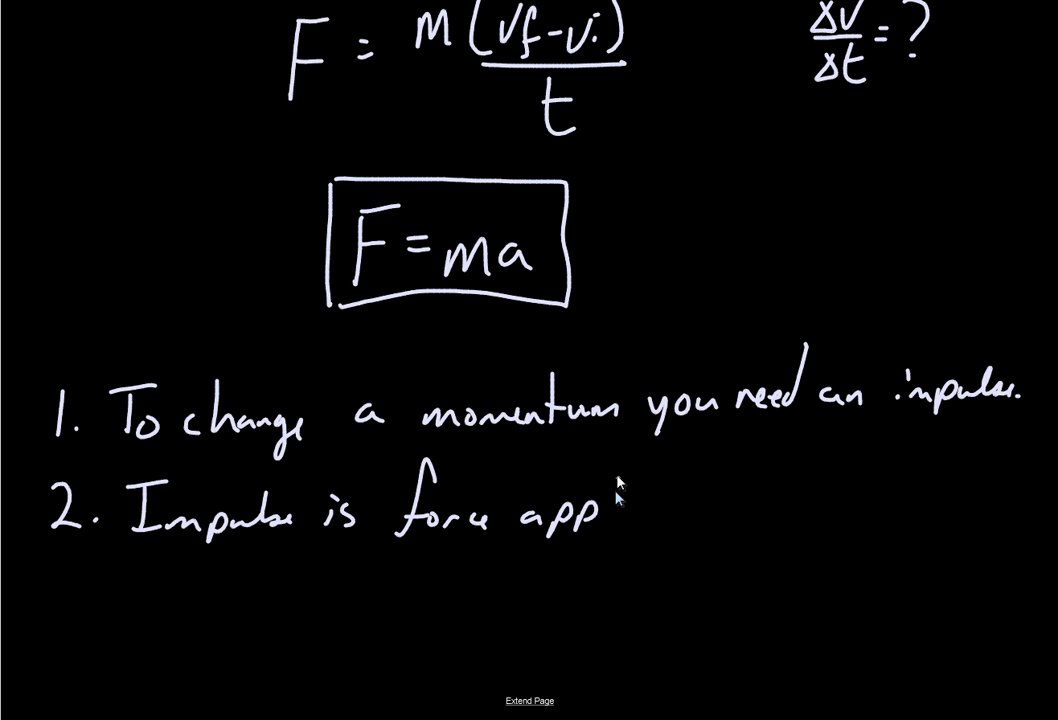 F = m(vf-vi)/t
Δv/Δt = ?
F = ma
1. To change a momentum you need an impulse.
2. Impulse is force app
Extend Page